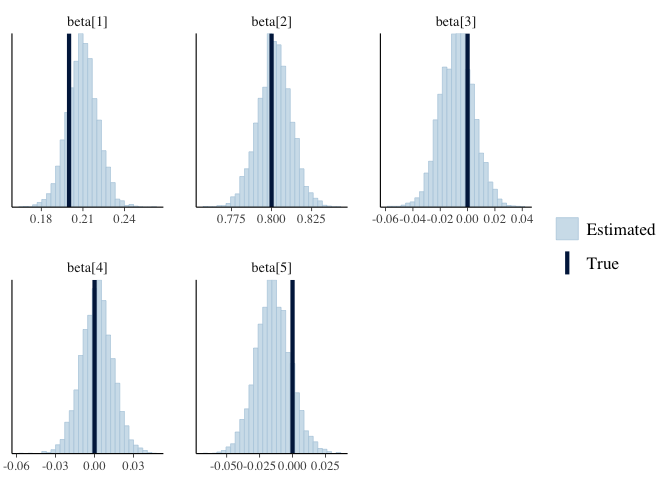 beta[1] beta[2] beta[3]
0.18 0.21 0.24 0.775 0.800 0.825 -0.06 -0.04 -0.02 0.00 0.02 0.04
Estimated
True
beta[4] beta[5]
-0.06 -0.03 0.00 0.03 -0.050 -0.025 0.000 0.025